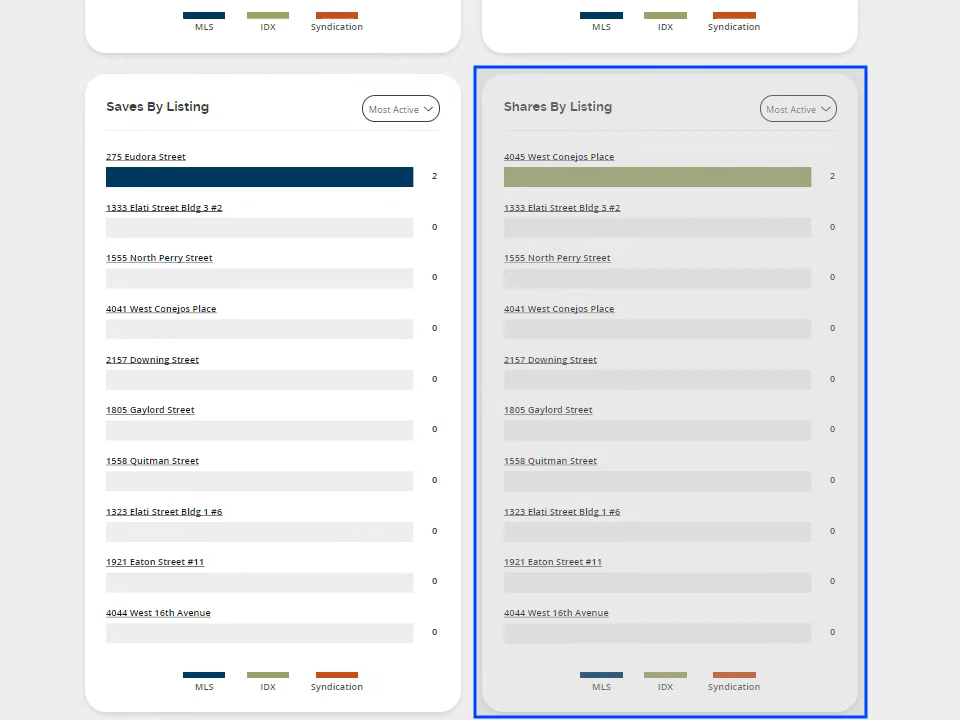 MLS IDX Syndication
MLS IDX Syndication
Saves By Listing
Most Active
275 Eudora Street
2
1333 Elati Street Bldg 3 #2
0
1555 North Perry Street
0
4041 West Conejos Place
0
2157 Downing Street
0
1805 Gaylord Street
0
1558 Quitman Street
0
1323 Elati Street Bldg 1 #6
0
1921 Eaton Street #11
0
4044 West 16th Avenue
0
MLS IDX Syndication
Shares By Listing
Most Active
4045 West Conejos Place
2
1333 Elati Street Bldg 3 #2
0
1555 North Perry Street
0
4041 West Conejos Place
0
2157 Downing Street
0
1805 Gaylord Street
0
1558 Quitman Street
0
1323 Elati Street Bldg 1 #6
0
1921 Eaton Street #11
0
4044 West 16th Avenue
0
MLS IDX Syndication